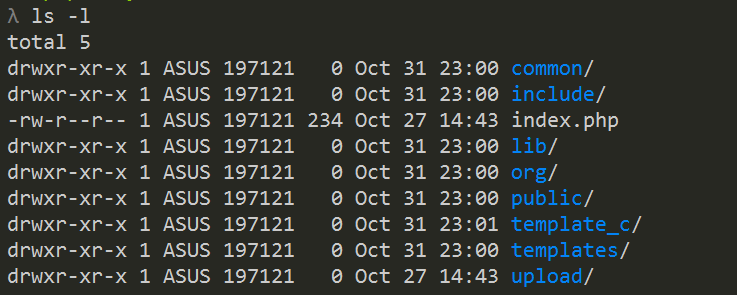 λ ls -l
total 5
drwxr-xr-x 1 ASUS 197121   0 Oct 31 23:00 common/
drwxr-xr-x 1 ASUS 197121   0 Oct 31 23:00 include/
-rw-r--r-- 1 ASUS 197121 234 Oct 27 14:43 index.php
drwxr-xr-x 1 ASUS 197121   0 Oct 31 23:00 lib/
drwxr-xr-x 1 ASUS 197121   0 Oct 31 23:00 org/
drwxr-xr-x 1 ASUS 197121   0 Oct 31 23:00 public/
drwxr-xr-x 1 ASUS 197121   0 Oct 31 23:01 template_c/
drwxr-xr-x 1 ASUS 197121   0 Oct 31 23:00 templates/
drwxr-xr-x 1 ASUS 197121   0 Oct 27 14:43 upload/